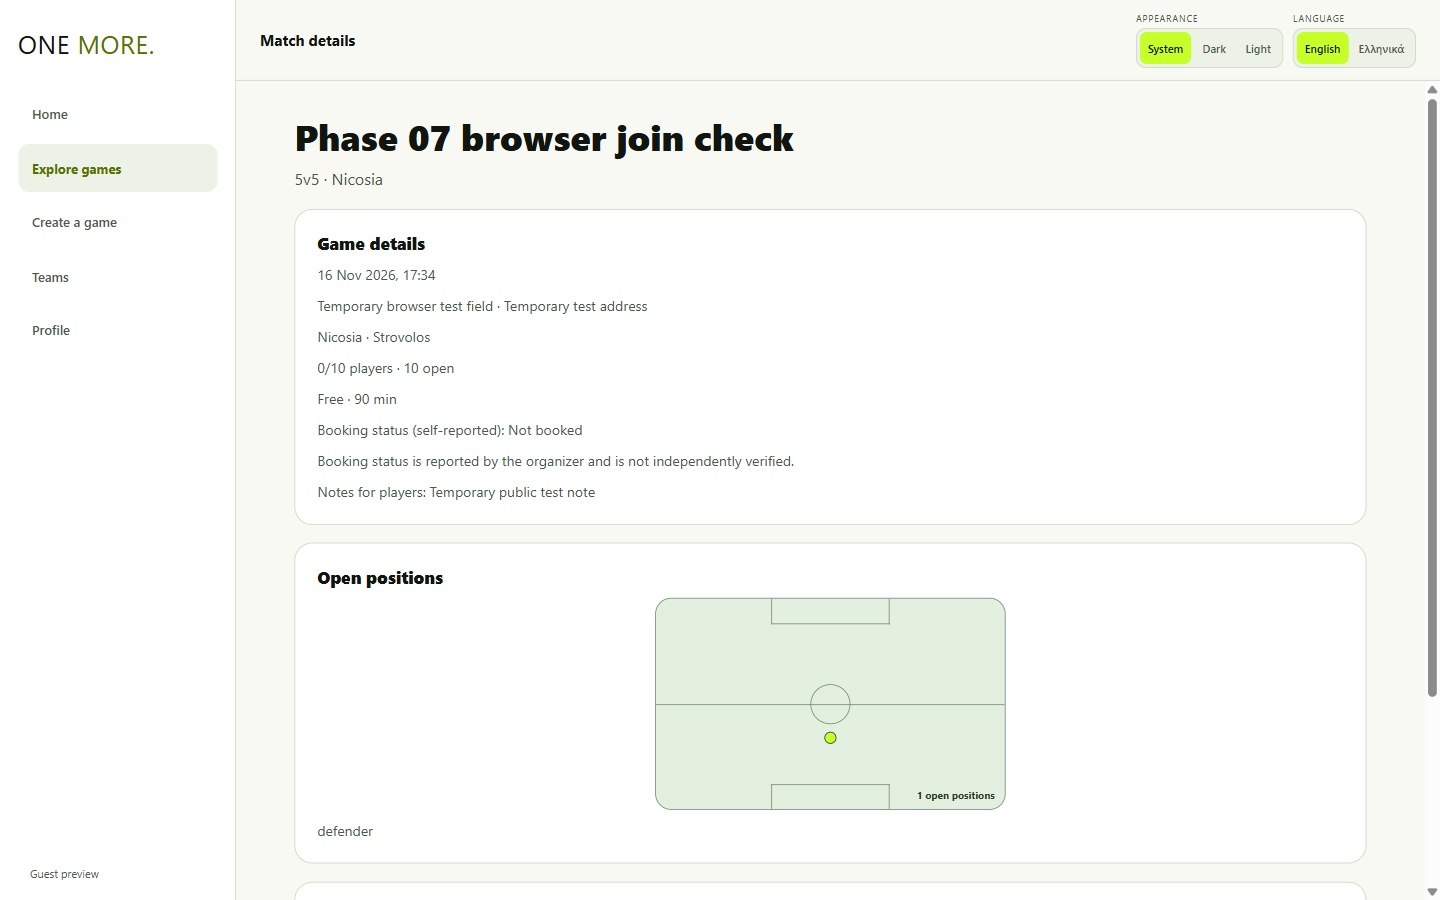 ONE MORE.
Home
Explore games
Create a game
Teams
Profile
Guest preview
Match details
APPEARANCE
System Dark Light
LANGUAGE
English Ελληνικά
Phase 07 browser join check
5v5 · Nicosia
Game details
16 Nov 2026, 17:34
Temporary browser test field · Temporary test address
Nicosia · Strovolos
0/10 players · 10 open
Free · 90 min
Booking status (self-reported): Not booked
Booking status is reported by the organizer and is not independently verified.
Notes for players: Temporary public test note
Open positions
1 open positions
defender